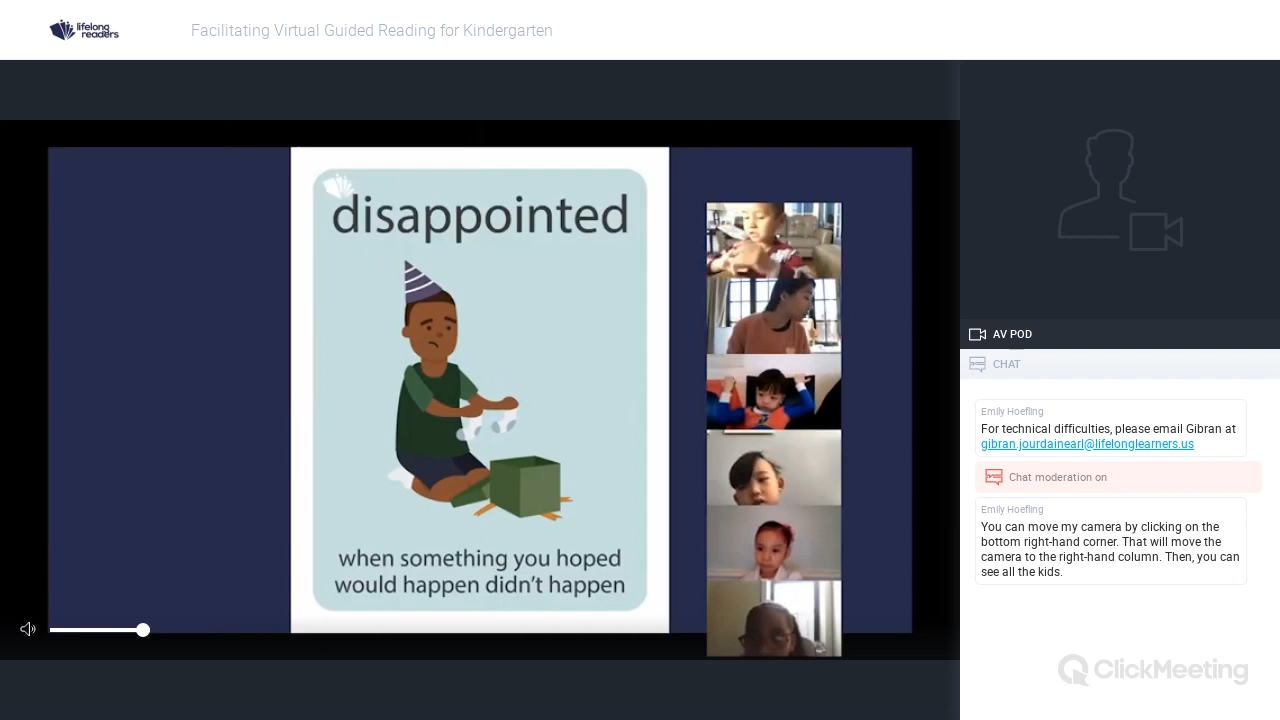 lifelong
readers
Facilitating Virtual Guided Reading for Kindergarten
disappointed
when something you hoped
would happen didn't happen
AV POD
CHAT
Emily Hoefling
For technical difficulties, please email Gibran at
gibran.jourdainearl@lifelonglearners.us
Chat moderation on
Emily Hoefling
You can move my camera by clicking on the
bottom right-hand corner. That will move the
camera to the right-hand column. Then, you can
see all the kids.
ClickMeeting